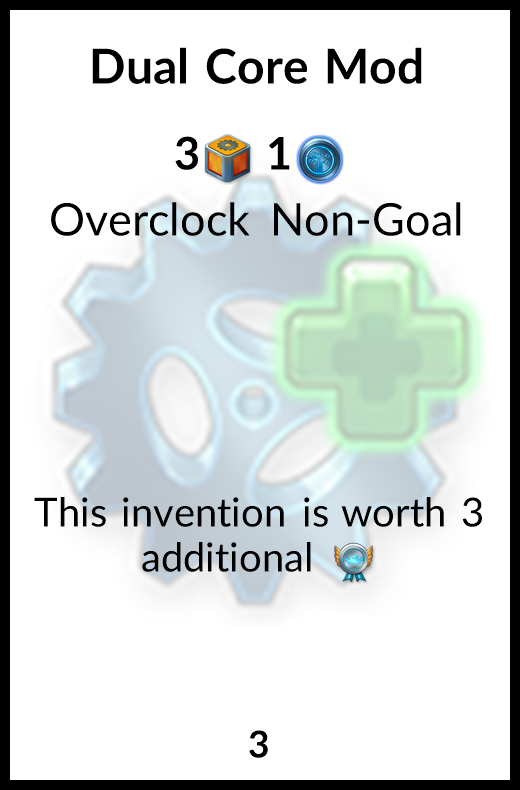 Dual Core Mod
3 1
Overclock Non-Goal
This invention is worth 3
additional
3